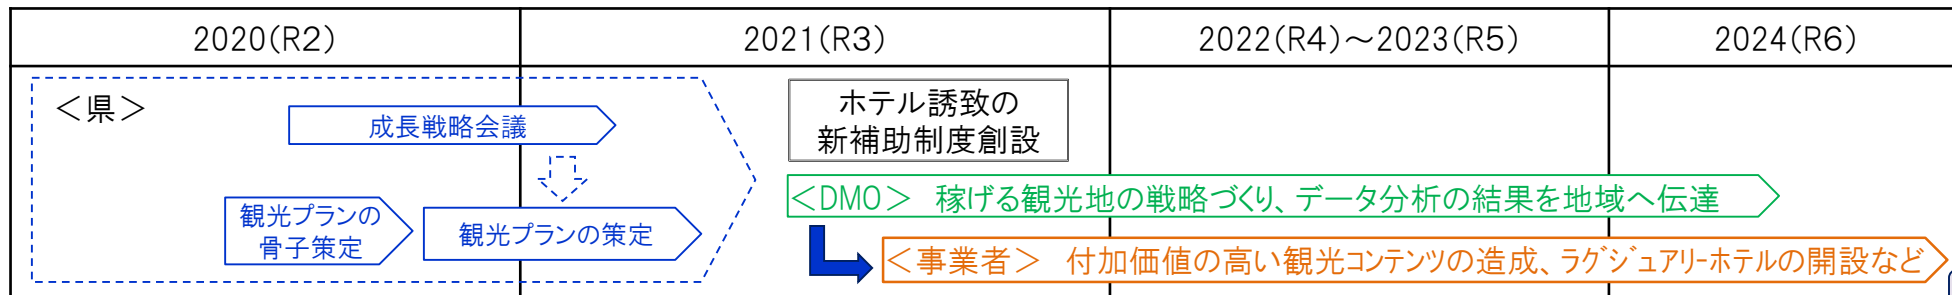 2020(R2)
2021(R3)
2022(R4)～2023(R5)
2024(R6)
＜県＞
成長戦略会議
観光プランの
骨子策定
観光プランの策定
ホテル誘致の
新補助制度創設
＜DMO＞ 稼げる観光地の戦略づくり、データ分析の結果を地域へ伝達
＜事業者＞ 付加価値の高い観光コンテンツの造成、ラグジュアリーホテルの開設など